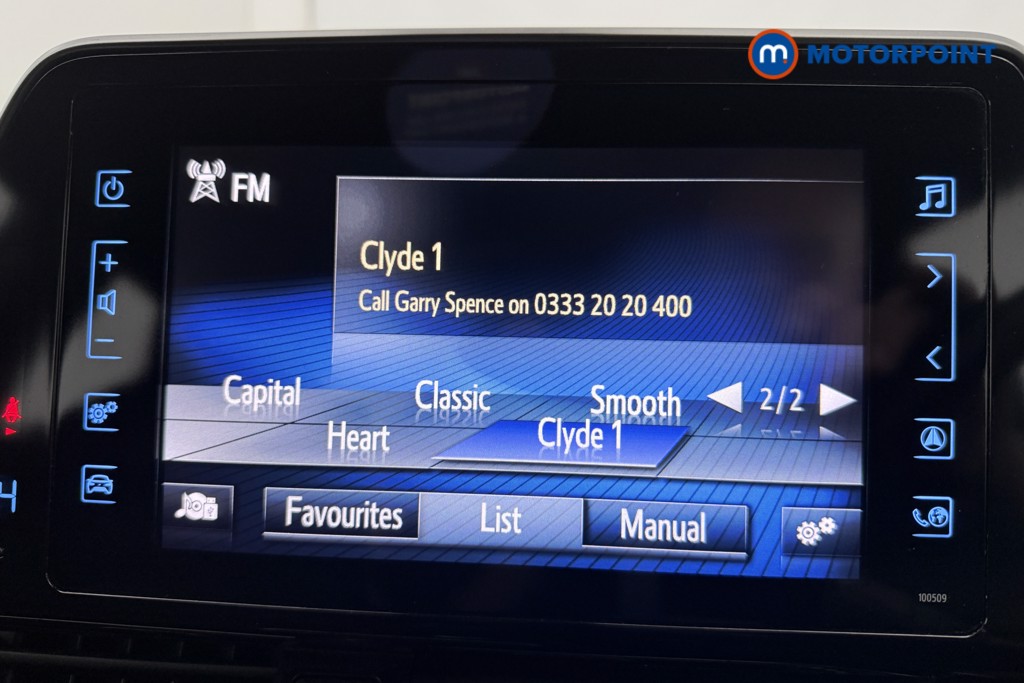 m MOTORPOINT
FM
Clyde 1
Call Garry Spence on 0333 20 20 400
Capital Classic Smooth 2/2
Heart Clyde 1
Favourites List Manual
4
100509